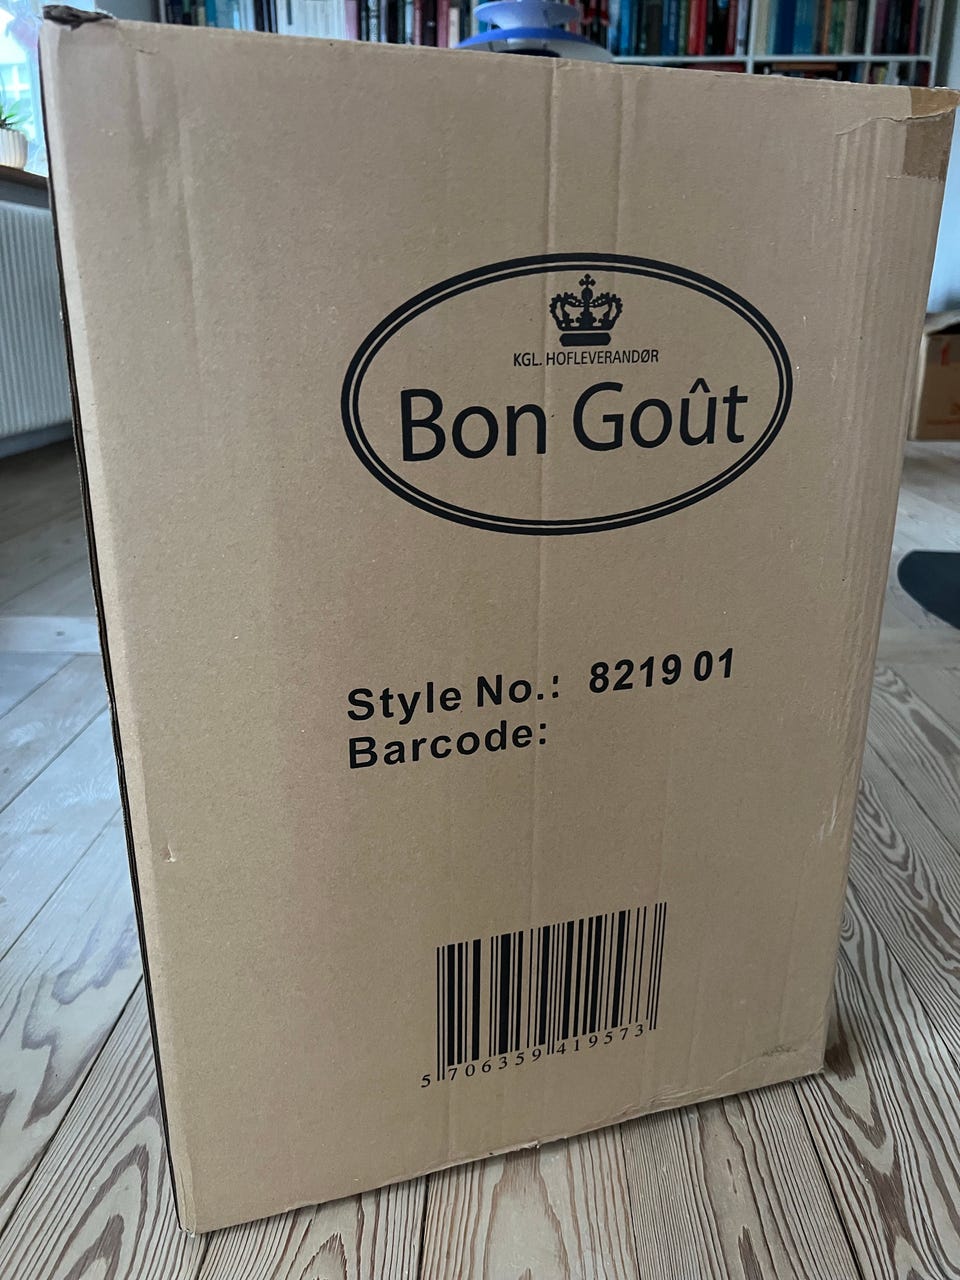 KGL. HOFLEVERANDØR
Bon Goût
Style No.: 8219 01
Barcode:
5 706359 419573